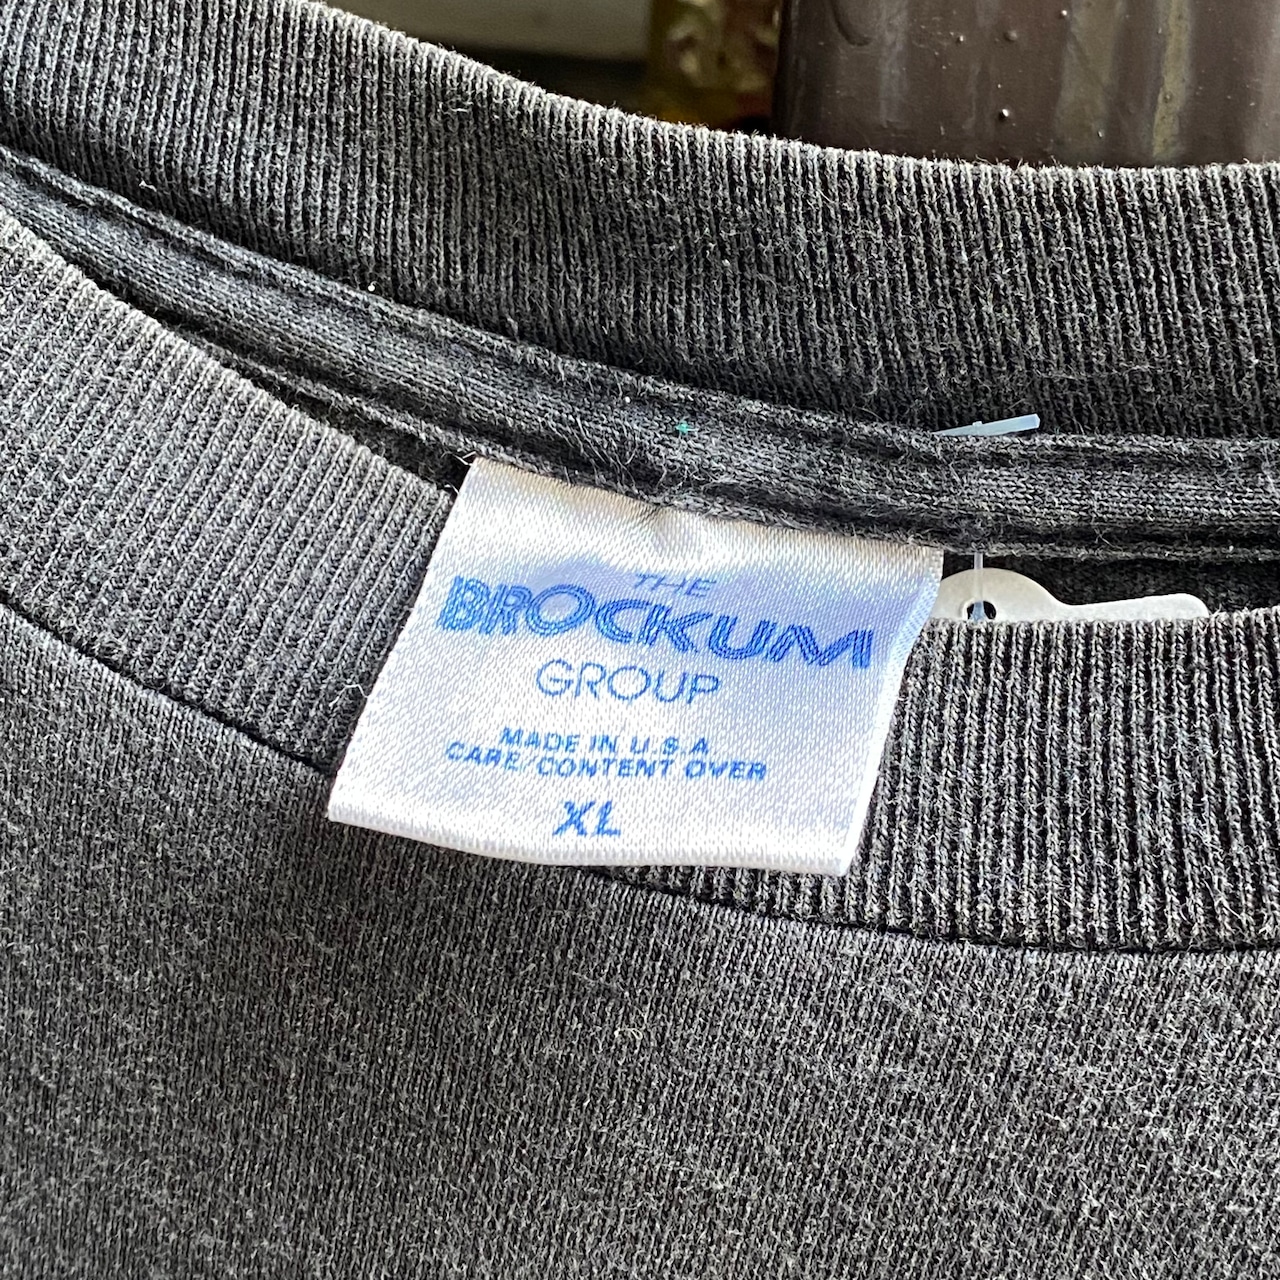 THE
BROCKUM
GROUP
MADE IN U.S.A.
CARE/CONTENT OVER
XL